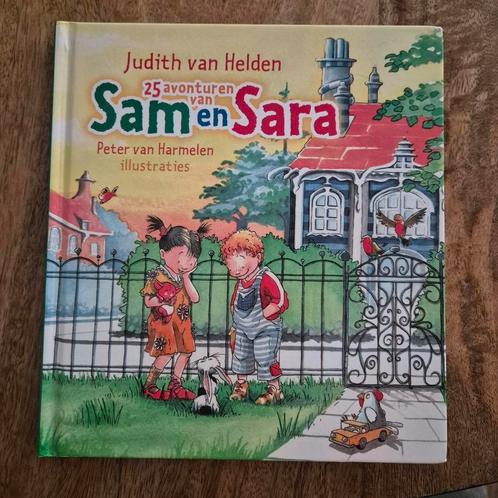 Judith van Helden
25 avonturen
van
Sam en Sara
Peter van Harmelen
illustraties